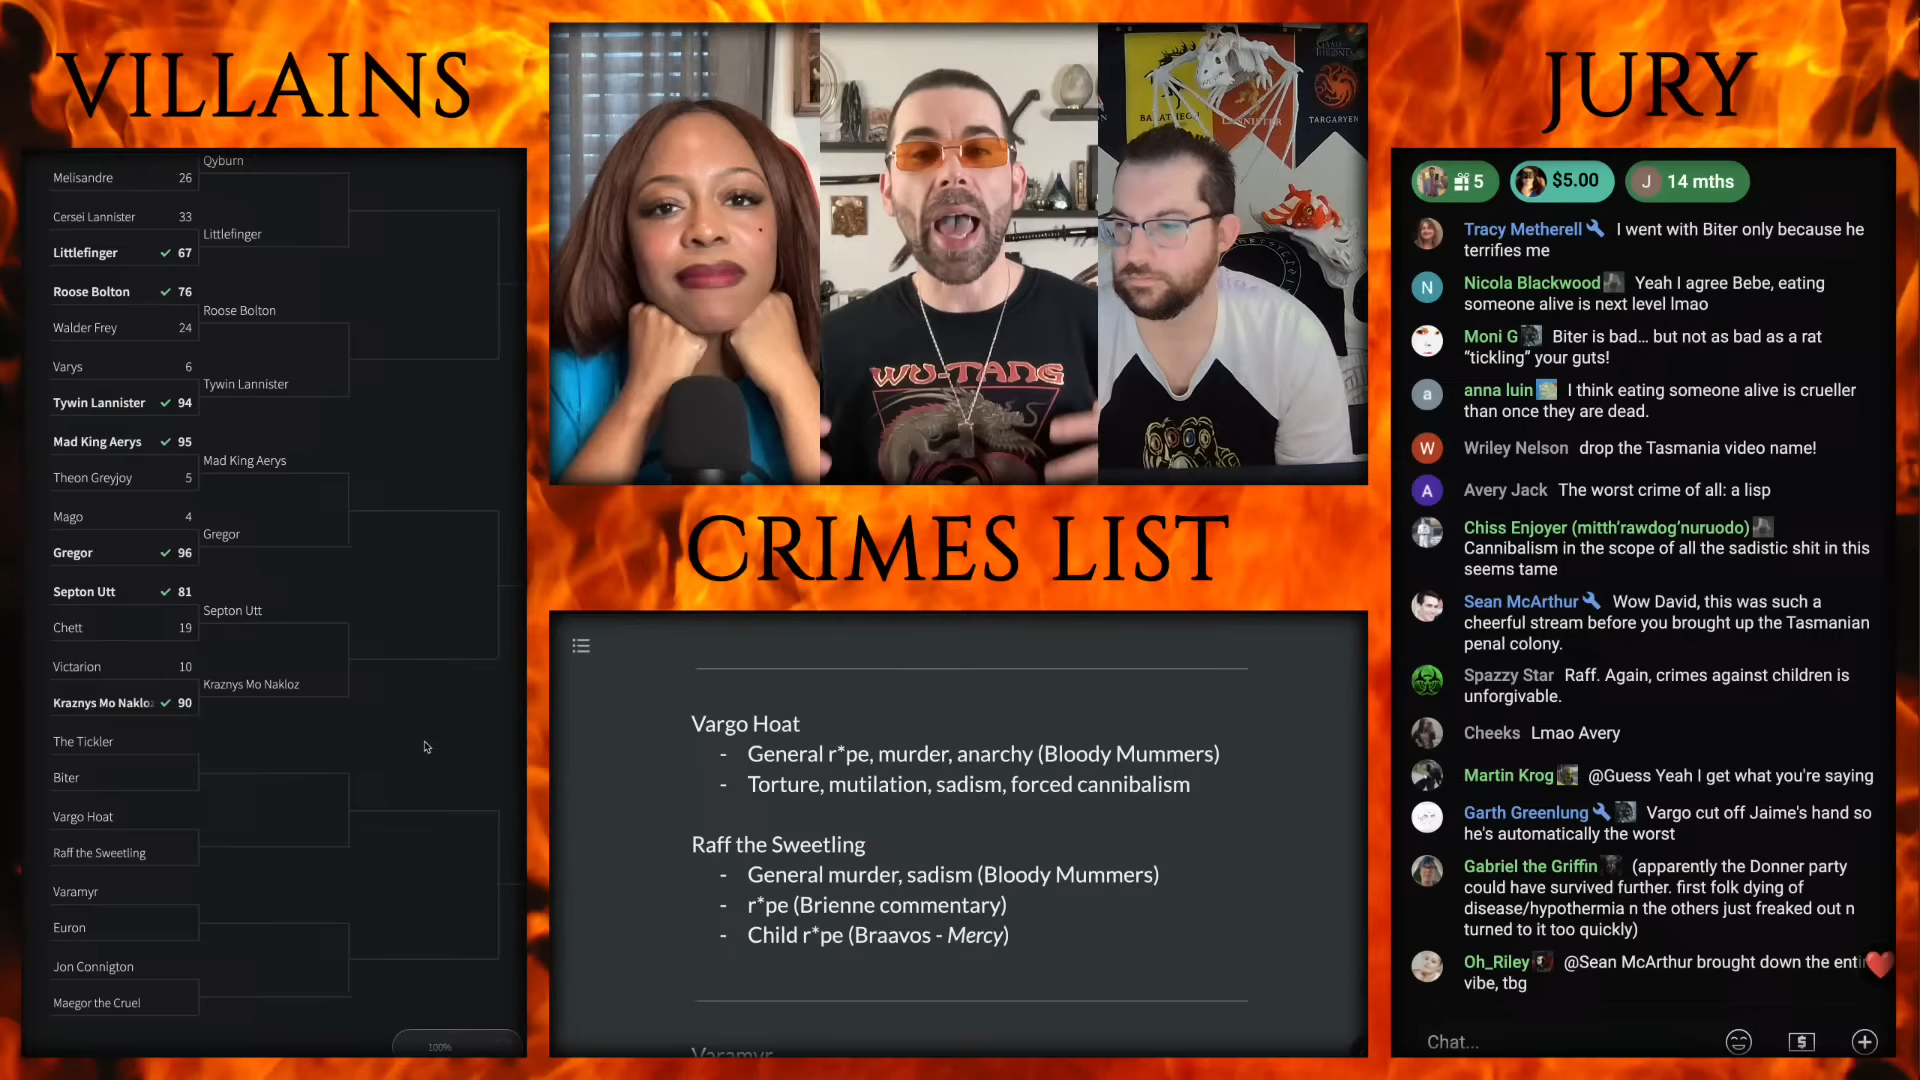 VILLAINS
Qyburn
Melisandre 26
Cersei Lannister 33
Littlefinger
Littlefinger ✓ 67
Roose Bolton ✓ 76
Roose Bolton
Walder Frey 24
Varys 6
Tywin Lannister
Tywin Lannister ✓ 94
Mad King Aerys ✓ 95
Mad King Aerys
Theon Greyjoy 5
Mago 4
Gregor
Gregor ✓ 96
Septon Utt ✓ 81
Septon Utt
Chett 19
Victarion 10
Kraznys Mo Nakloz
Kraznys Mo Nakloz ✓ 90
The Tickler
Biter
Vargo Hoat
Raff the Sweetling
Varamyr
Euron
Jon Connigton
Maegor the Cruel
100%
GAME
THRONES
BARATHEON
LANNISTER
TARGARYEN
WU-TANG
CRIMES LIST
Vargo Hoat
- General r*pe, murder, anarchy (Bloody Mummers)
- Torture, mutilation, sadism, forced cannibalism
Raff the Sweetling
- General murder, sadism (Bloody Mummers)
- r*pe (Brienne commentary)
- Child r*pe (Braavos - Mercy)
Varamyr
JURY
5
$5.00
J 14 mths
Tracy Metherell I went with Biter only because he
terrifies me
N Nicola Blackwood Yeah I agree Bebe, eating
someone alive is next level lmao
Moni G Biter is bad… but not as bad as a rat
“tickling” your guts!
a anna luin I think eating someone alive is crueller
than once they are dead.
W Wriley Nelson drop the Tasmania video name!
A Avery Jack The worst crime of all: a lisp
Chiss Enjoyer (mitth’rawdog’nuruodo)
Cannibalism in the scope of all the sadistic shit in this
seems tame
Sean McArthur Wow David, this was such a
cheerful stream before you brought up the Tasmanian
penal colony.
Spazzy Star Raff. Again, crimes against children is
unforgivable.
Cheeks Lmao Avery
Martin Krog @Guess Yeah I get what you're saying
Garth Greenlung Vargo cut off Jaime's hand so
he's automatically the worst
Gabriel the Griffin (apparently the Donner party
could have survived further. first folk dying of
disease/hypothermia n the others just freaked out n
turned to it too quickly)
Oh_Riley @Sean McArthur brought down the enti
vibe, tbg
Chat...